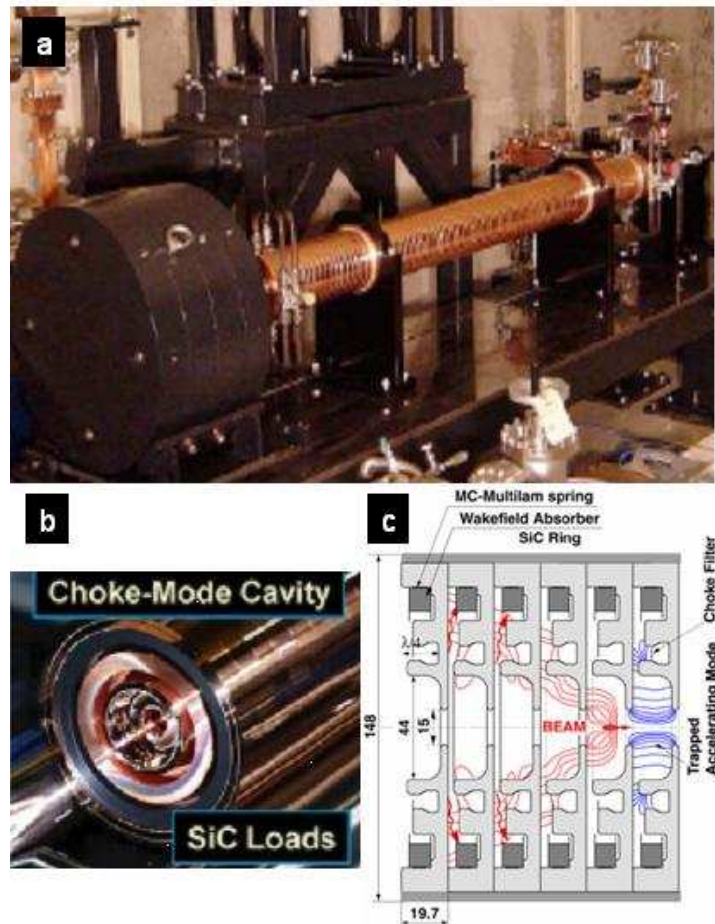 a
b
Choke-Mode Cavity
SiC Loads
c
MC-Multilam spring
Wakefield Absorber
SiC Ring
Choke Filter
λ/4
148
44
15
BEAM
Trapped
Accelerating Mode
19.7